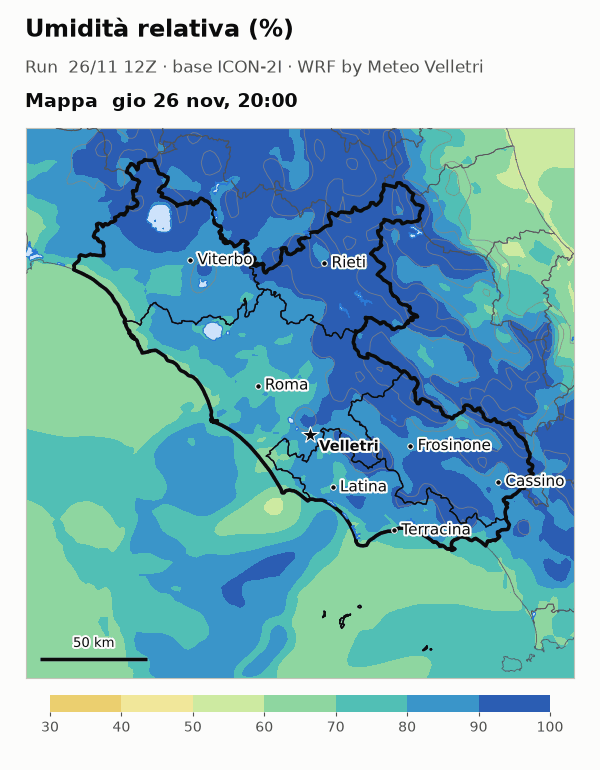 Umidità relativa (%)
Run  26/11 12Z · base ICON-2I · WRF by Meteo Velletri
Mappa  gio 26 nov, 20:00
Viterbo
Rieti
Roma
Velletri
Frosinone
Cassino
Latina
Terracina
50 km
30 40 50 60 70 80 90 100